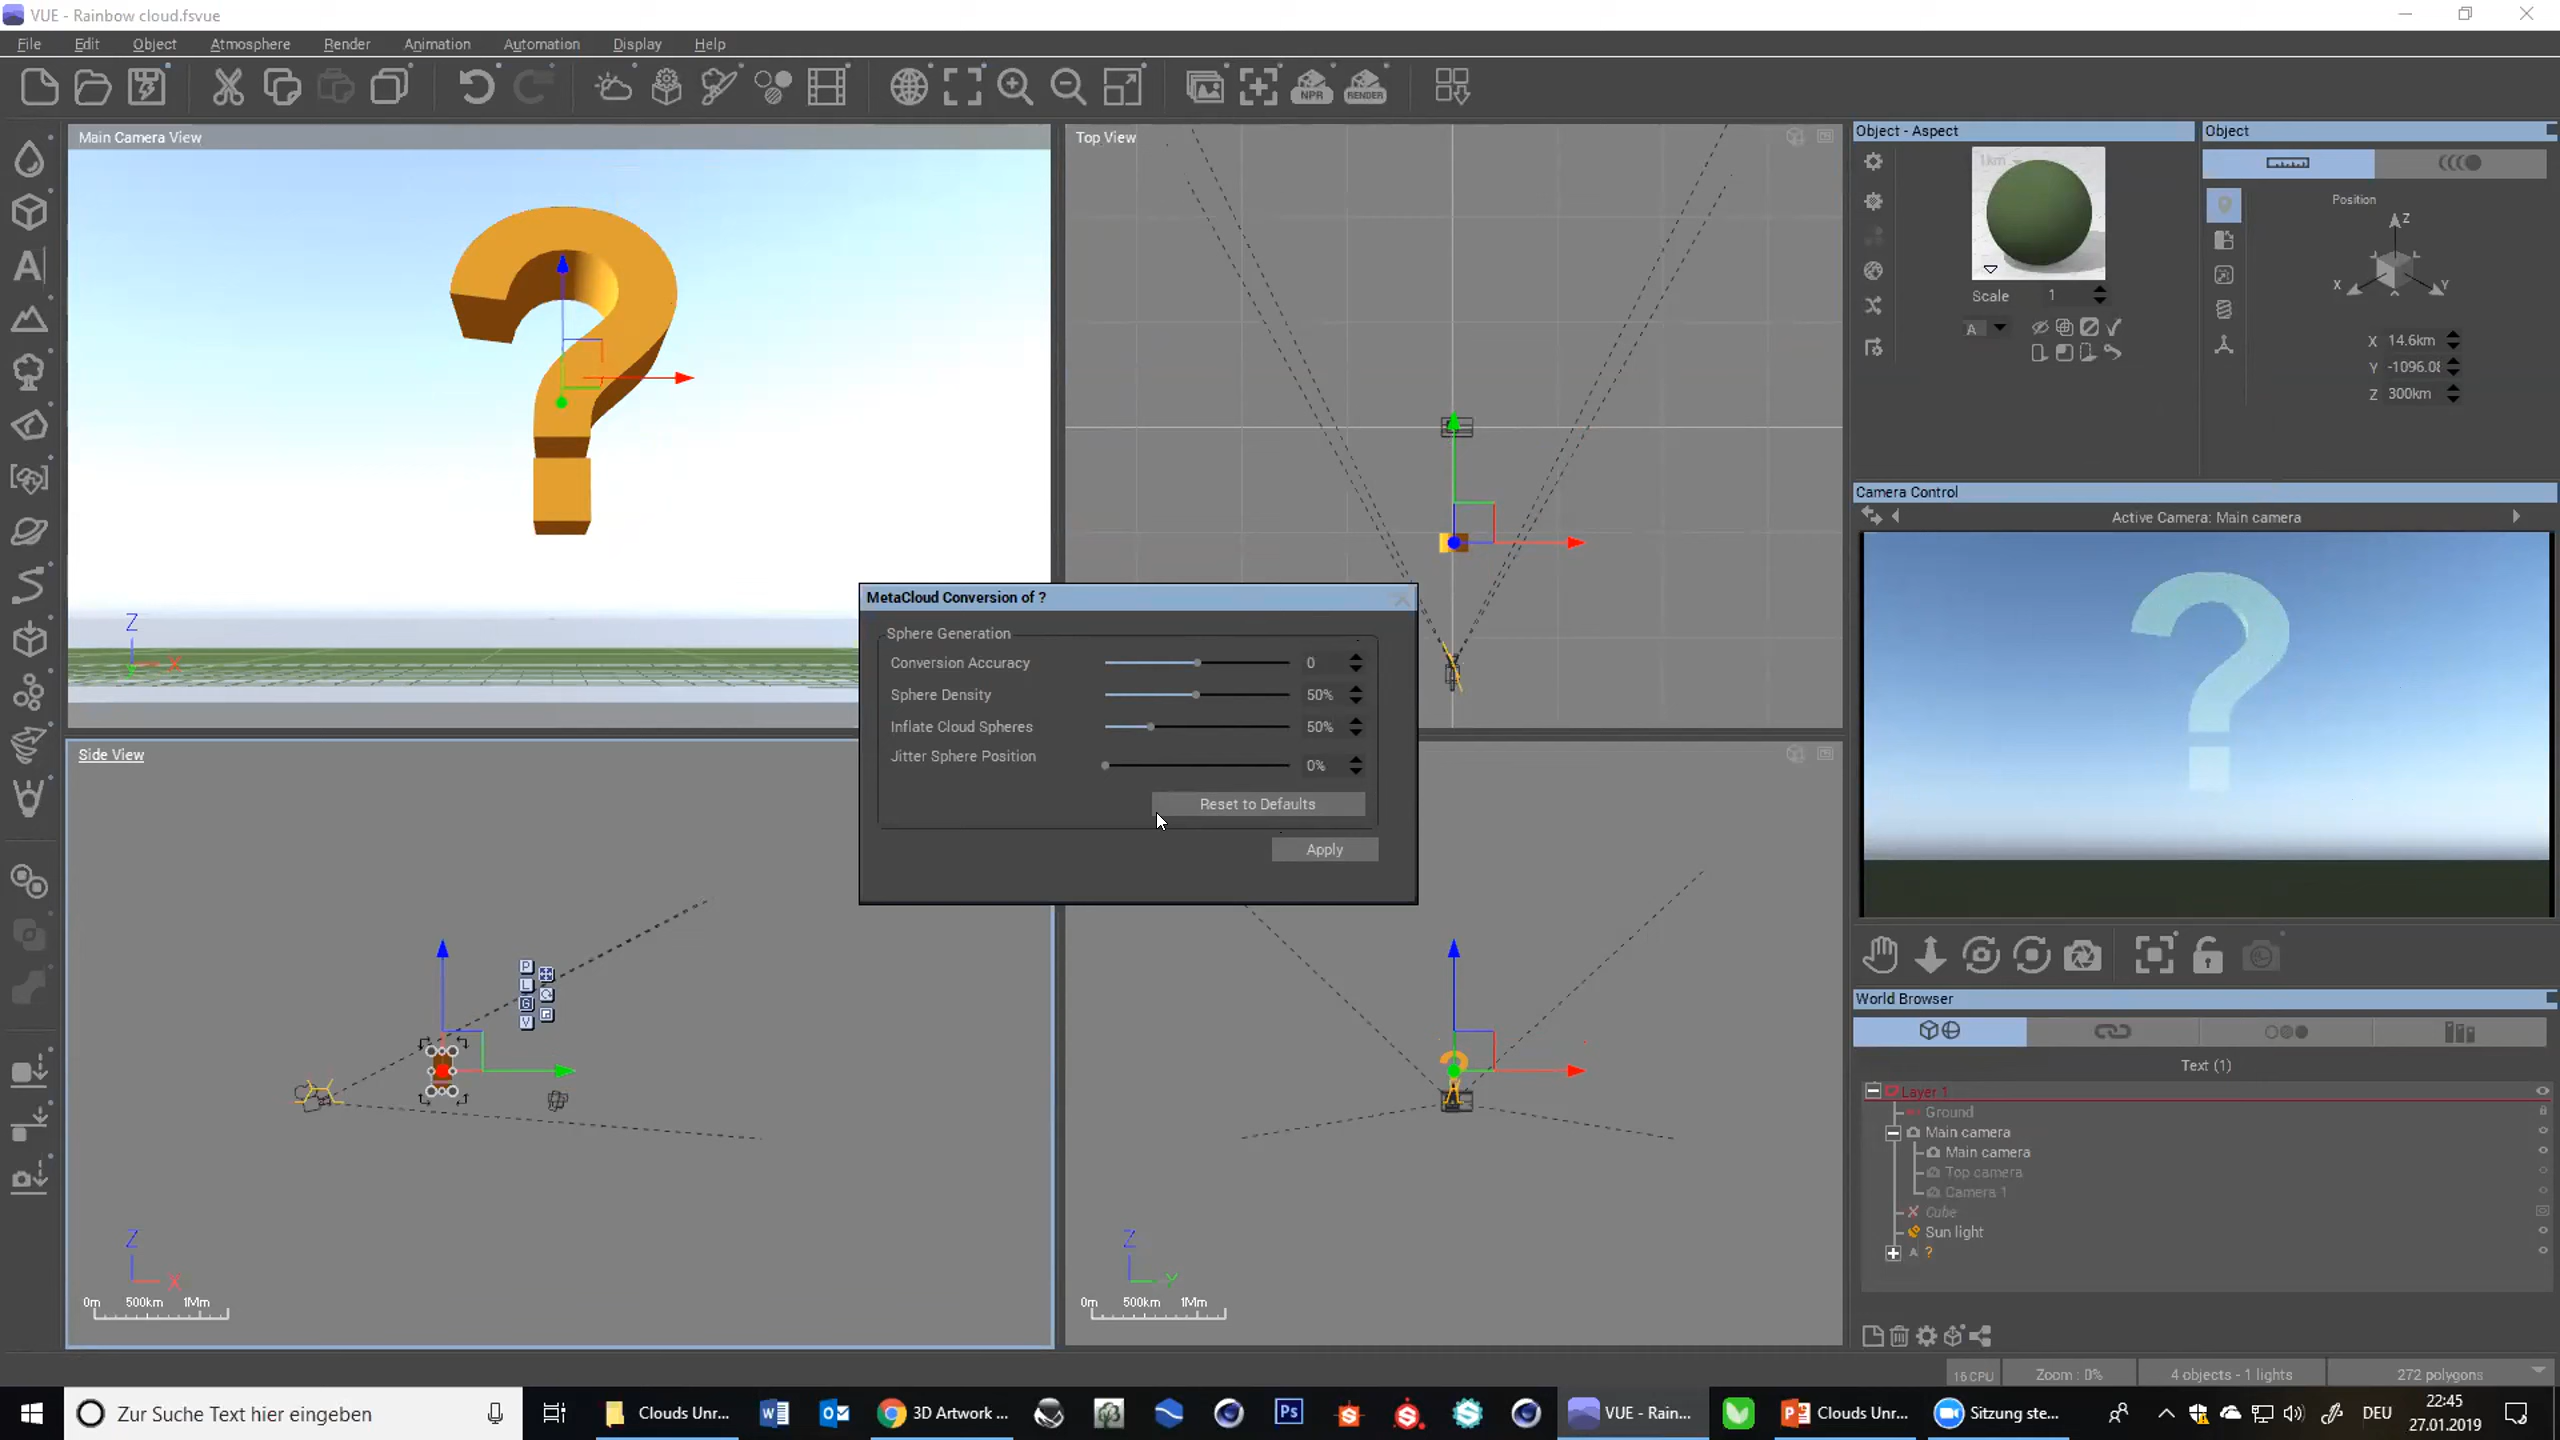 VUE - Rainbow cloud.fsvue
File Edit Object Atmosphere Render Animation Automation Display Help
NPR RENDER
Main Camera View
Top View
Object - Aspect
Object
Position
Z
X Y
Scale 1
A
X 14.6km
Y -1096.08
Z 300km
Camera Control
Active Camera: Main camera
Z
X
MetaCloud Conversion of ?
Sphere Generation
Conversion Accuracy 0
Sphere Density 50%
Inflate Cloud Spheres 50%
Jitter Sphere Position 0%
Reset to Defaults
Apply
Side View
P
L
G
V
Z
X
0m 500km 1Mm
Z
Y
0m 500km 1Mm
World Browser
Text (1)
Layer 1
Ground
Main camera
Main camera
Top camera
Camera 1
Cube
Sun light
A ?
16 CPU Zoom : 0% 4 objects - 1 lights 272 polygons
Zur Suche Text hier eingeben
Clouds Unr...
3D Artwork ...
Ps
VUE - Rain...
Clouds Unr...
Sitzung ste...
DEU
22:45
27.01.2019